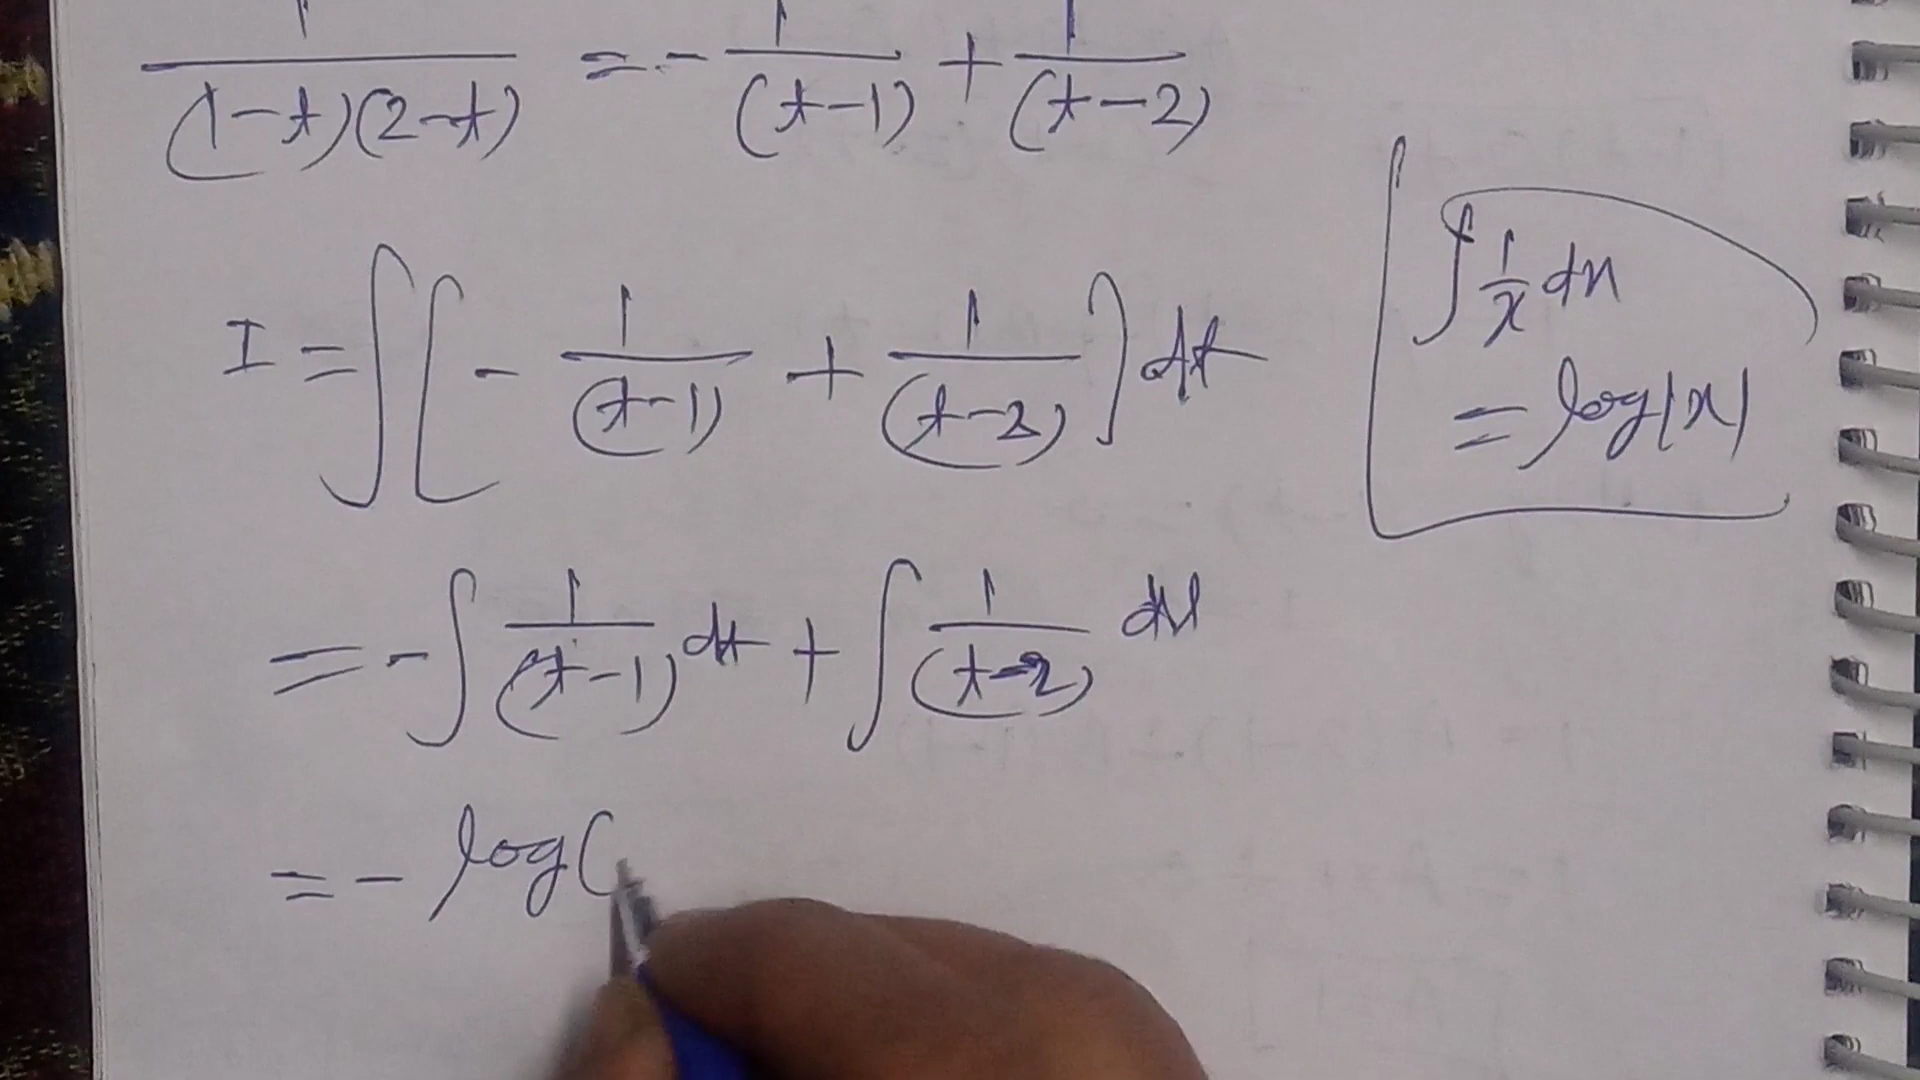 1/((1-t)(2-t)) = - 1/(t-1) + 1/(t-2)
I = ∫[ - 1/(t-1) + 1/(t-2) ] dt
= - ∫ 1/(t-1) dt + ∫ 1/(t-2) dt
= - log(
∫ 1/x dx
= log|x|